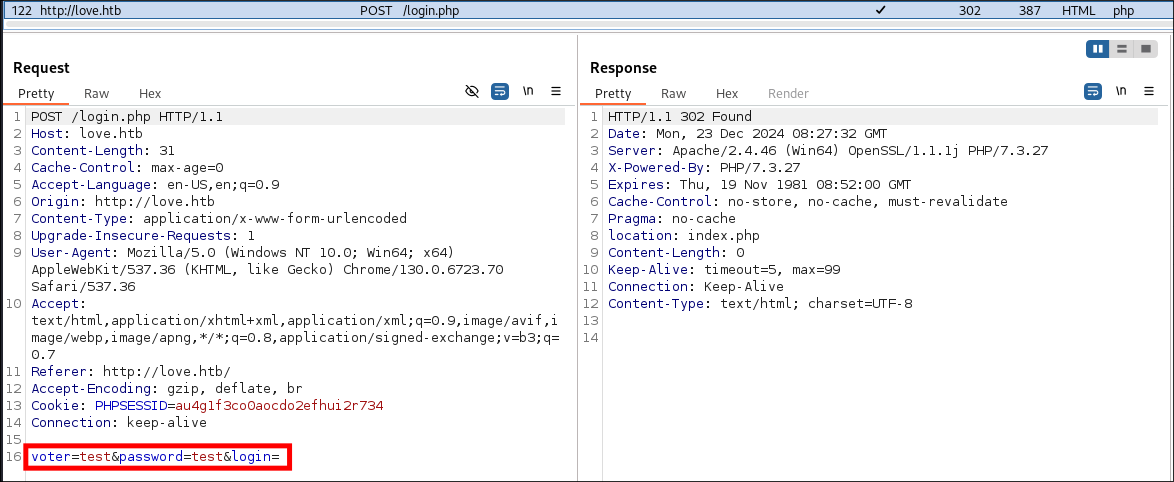 122 http://love.htb POST /login.php ✓ 302 387 HTML php
Request
Pretty Raw Hex \n
1 POST /login.php HTTP/1.1
2 Host: love.htb
3 Content-Length: 31
4 Cache-Control: max-age=0
5 Accept-Language: en-US,en;q=0.9
6 Origin: http://love.htb
7 Content-Type: application/x-www-form-urlencoded
8 Upgrade-Insecure-Requests: 1
9 User-Agent: Mozilla/5.0 (Windows NT 10.0; Win64; x64)
AppleWebKit/537.36 (KHTML, like Gecko) Chrome/130.0.6723.70
Safari/537.36
10 Accept:
text/html,application/xhtml+xml,application/xml;q=0.9,image/avif,i
mage/webp,image/apng,*/*;q=0.8,application/signed-exchange;v=b3;q=
0.7
11 Referer: http://love.htb/
12 Accept-Encoding: gzip, deflate, br
13 Cookie: PHPSESSID=au4g1f3co0aocdo2efhui2r734
14 Connection: keep-alive
15
16 voter=test&password=test&login=
Response
Pretty Raw Hex Render \n
1 HTTP/1.1 302 Found
2 Date: Mon, 23 Dec 2024 08:27:32 GMT
3 Server: Apache/2.4.46 (Win64) OpenSSL/1.1.1j PHP/7.3.27
4 X-Powered-By: PHP/7.3.27
5 Expires: Thu, 19 Nov 1981 08:52:00 GMT
6 Cache-Control: no-store, no-cache, must-revalidate
7 Pragma: no-cache
8 location: index.php
9 Content-Length: 0
10 Keep-Alive: timeout=5, max=99
11 Connection: Keep-Alive
12 Content-Type: text/html; charset=UTF-8
13
14